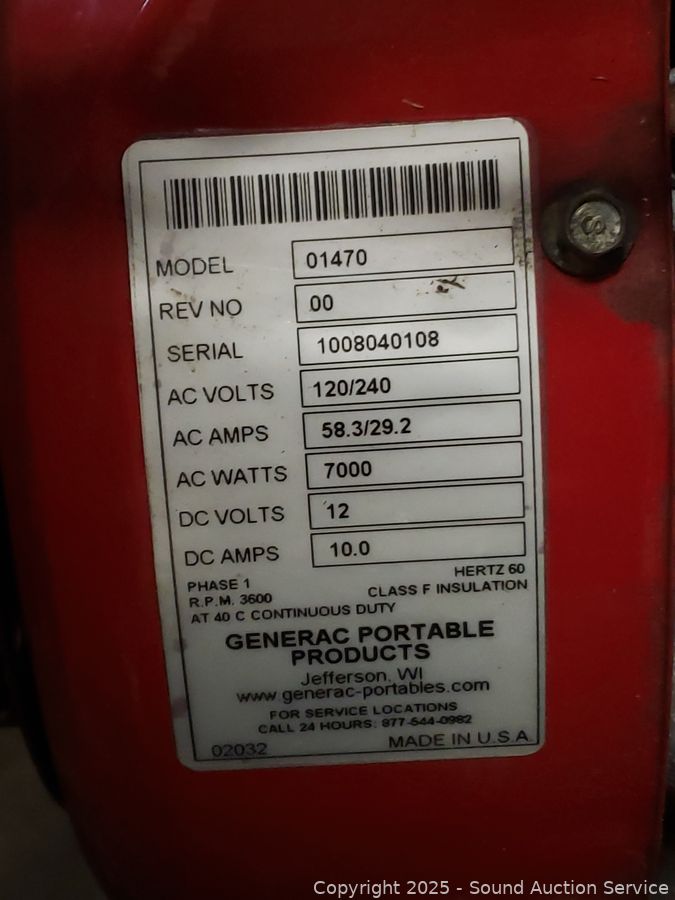 MODEL 01470
REV NO 00
SERIAL 1008040108
AC VOLTS 120/240
AC AMPS 58.3/29.2
AC WATTS 7000
DC VOLTS 12
DC AMPS 10.0
PHASE 1 HERTZ 60
R.P.M. 3600 CLASS F INSULATION
AT 40 C CONTINUOUS DUTY
GENERAC PORTABLE
PRODUCTS
Jefferson, WI
www.generac-portables.com
FOR SERVICE LOCATIONS
CALL 24 HOURS: 877-544-0982
02032 MADE IN U.S.A.
Copyright 2025 - Sound Auction Service